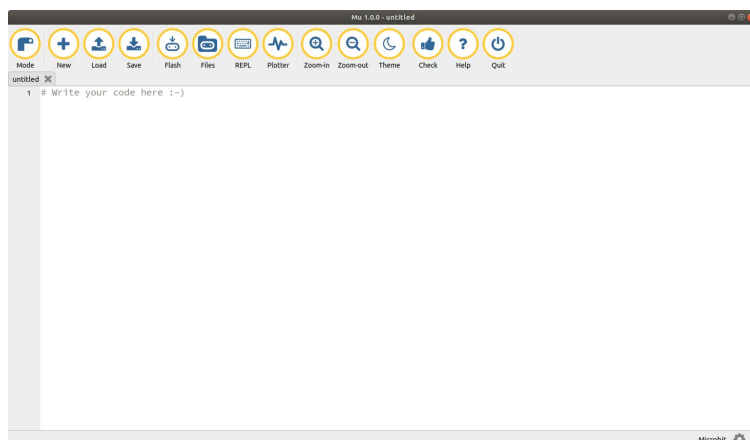 Mu 1.0.0 - untitled
Mode New Load Save Flash Files REPL Plotter Zoom-in Zoom-out Theme Check Help Quit
untitled
1 # Write your code here :-)
Microbit